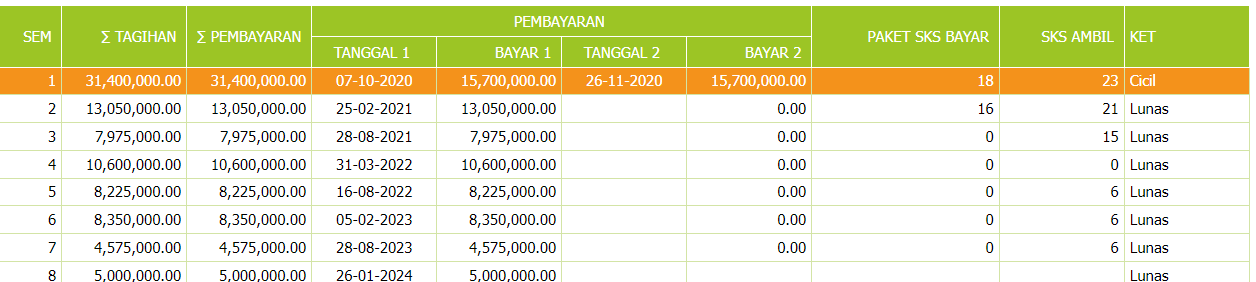 SEM Σ TAGIHAN Σ PEMBAYARAN PEMBAYARAN PAKET SKS BAYAR SKS AMBIL KET
TANGGAL 1 BAYAR 1 TANGGAL 2 BAYAR 2
1 31,400,000.00 31,400,000.00 07-10-2020 15,700,000.00 26-11-2020 15,700,000.00 18 23 Cicil
2 13,050,000.00 13,050,000.00 25-02-2021 13,050,000.00 0.00 16 21 Lunas
3 7,975,000.00 7,975,000.00 28-08-2021 7,975,000.00 0.00 0 15 Lunas
4 10,600,000.00 10,600,000.00 31-03-2022 10,600,000.00 0.00 0 0 Lunas
5 8,225,000.00 8,225,000.00 16-08-2022 8,225,000.00 0.00 0 6 Lunas
6 8,350,000.00 8,350,000.00 05-02-2023 8,350,000.00 0.00 0 6 Lunas
7 4,575,000.00 4,575,000.00 28-08-2023 4,575,000.00 0.00 0 6 Lunas
8 5,000,000.00 5,000,000.00 26-01-2024 5,000,000.00 Lunas